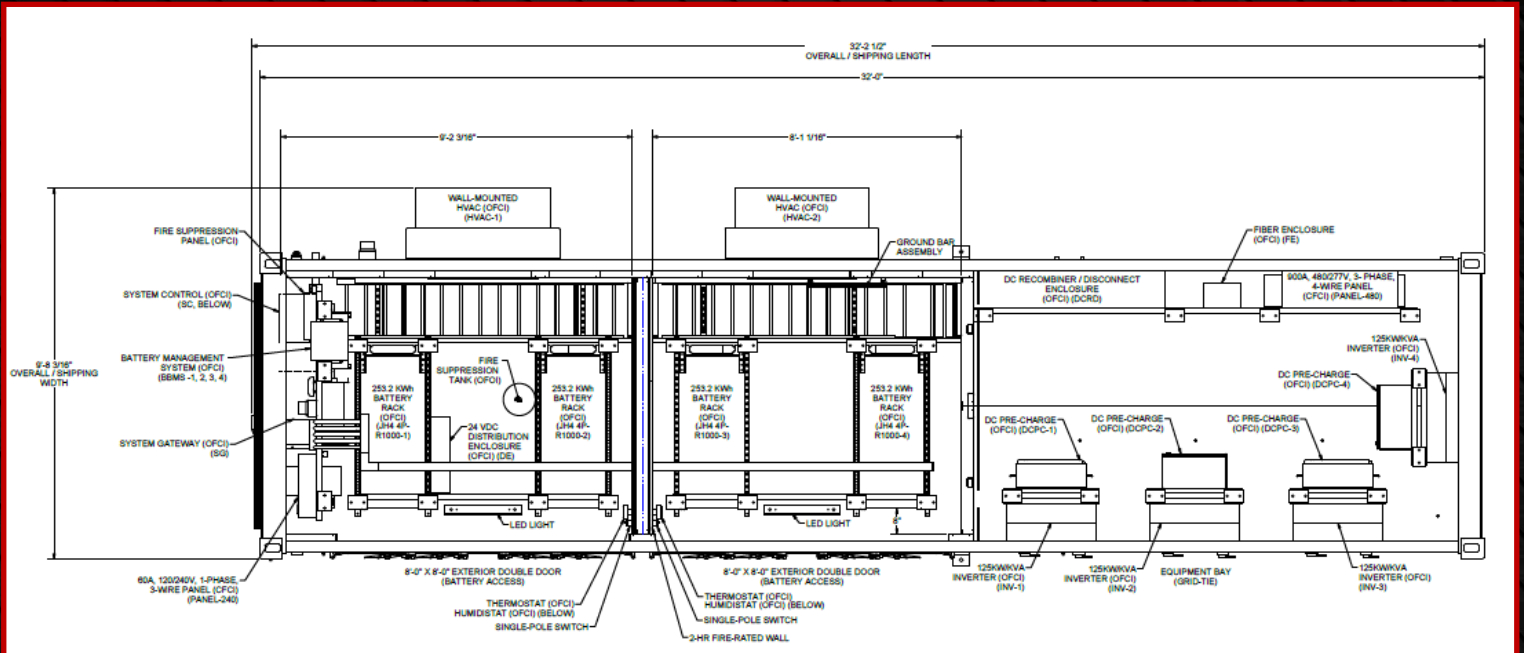 32'-2 1/2"
OVERALL / SHIPPING LENGTH
32'-0"
9'-2 3/16"
8'-1 1/16"
WALL-MOUNTED
HVAC (OFCI)
(HVAC-1)
WALL-MOUNTED
HVAC (OFCI)
(HVAC-2)
FIRE SUPPRESSION
PANEL (OFCI)
GROUND BAR
ASSEMBLY
FIBER ENCLOSURE
(OFCI) (FE)
DC RECOMBINER / DISCONNECT
ENCLOSURE
(OFCI) (DCRD)
900A, 480/277V, 3- PHASE,
4-WIRE PANEL
(CFCI) (PANEL-480)
SYSTEM CONTROL (OFCI)
(SC, BELOW)
9'-8 3/16"
OVERALL / SHIPPING
WIDTH
BATTERY MANAGEMENT
SYSTEM (OFCI)
(BBMS -1, 2, 3, 4)
FIRE
SUPPRESSION
TANK (OFOI)
125KW/KVA
INVERTER (OFCI)
(INV-4)
DC PRE-CHARGE
(OFCI) (DCPC-4)
253.2 KWh
BATTERY
RACK
(OFCI)
(JH4 4P-
R1000-1)
253.2 KWh
BATTERY
RACK
(OFCI)
(JH4 4P-
R1000-2)
253.2 KWh
BATTERY
RACK
(OFCI)
(JH4 4P-
R1000-3)
253.2 KWh
BATTERY
RACK
(OFCI)
(JH4 4P-
R1000-4)
24 VDC
DISTRIBUTION
ENCLOSURE
(OFCI) (DE)
DC PRE-CHARGE
(OFCI) (DCPC-1)
DC PRE-CHARGE
(OFCI) (DCPC-2)
DC PRE-CHARGE
(OFCI) (DCPC-3)
SYSTEM GATEWAY (OFCI)
(SG)
LED LIGHT
LED LIGHT
8"
60A, 120/240V, 1-PHASE,
3-WIRE PANEL (CFCI)
(PANEL-240)
8'-0" X 8'-0" EXTERIOR DOUBLE DOOR
(BATTERY ACCESS)
8'-0" X 8'-0" EXTERIOR DOUBLE DOOR
(BATTERY ACCESS)
125KW/KVA
INVERTER (OFCI)
(INV-1)
125KW/KVA
INVERTER (OFCI)
(INV-2)
EQUIPMENT BAY
(GRID-TIE)
125KW/KVA
INVERTER (OFCI)
(INV-3)
THERMOSTAT (OFCI)
HUMIDISTAT (OFCI) (BELOW)
SINGLE-POLE SWITCH
THERMOSTAT (OFCI)
HUMIDISTAT (OFCI) (BELOW)
SINGLE-POLE SWITCH
2-HR FIRE-RATED WALL